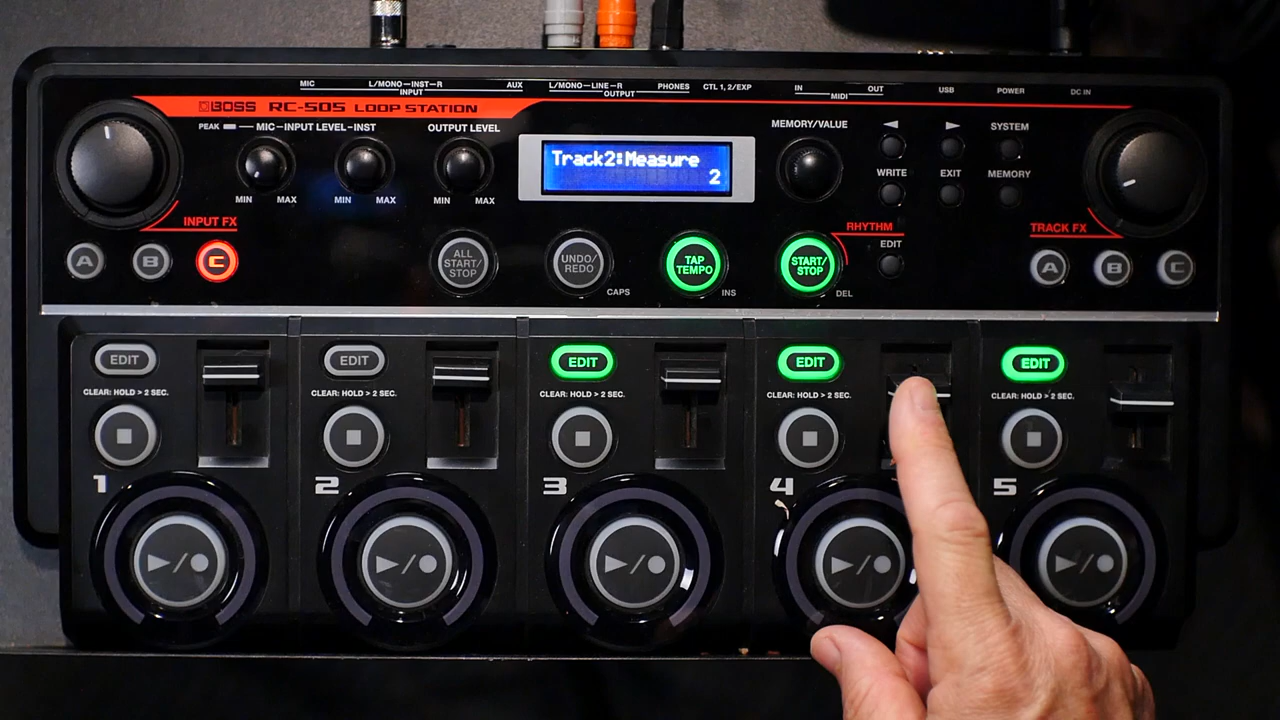 MIC L/MONO–INST–R AUX L/MONO–LINE–R PHONES CTL 1, 2/EXP IN OUT USB POWER DC IN
INPUT OUTPUT MIDI
BOSS RC-505 LOOP STATION
PEAK MIC–INPUT LEVEL–INST OUTPUT LEVEL MEMORY/VALUE SYSTEM
Track2:Measure
2
WRITE EXIT MEMORY
MIN MAX MIN MAX MIN MAX
INPUT FX RHYTHM TRACK FX
EDIT
A B C ALL START/STOP UNDO/REDO TAP TEMPO START/STOP A B C
CAPS INS DEL
EDIT EDIT EDIT EDIT EDIT
CLEAR: HOLD > 2 SEC. CLEAR: HOLD > 2 SEC. CLEAR: HOLD > 2 SEC. CLEAR: HOLD > 2 SEC. CLEAR: HOLD > 2 SEC.
1 2 3 4 5